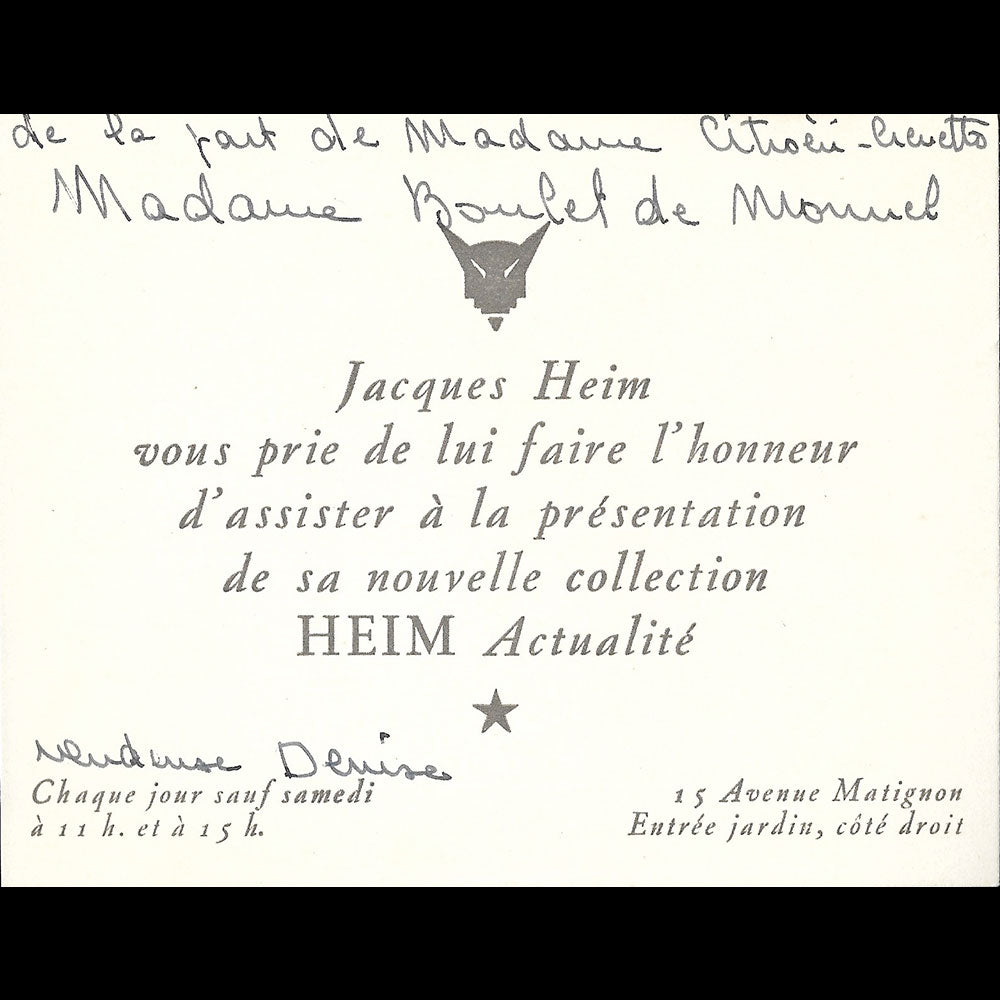 de la part de Madame Citroën-
Madame Boulet de Monvel
Jacques Heim
vous prie de lui faire l'honneur
d'assister à la présentation
de sa nouvelle collection
HEIM Actualité
vendeuse Denise
Chaque jour sauf samedi
à 11 h. et à 15 h.
15 Avenue Matignon
Entrée jardin, côté droit